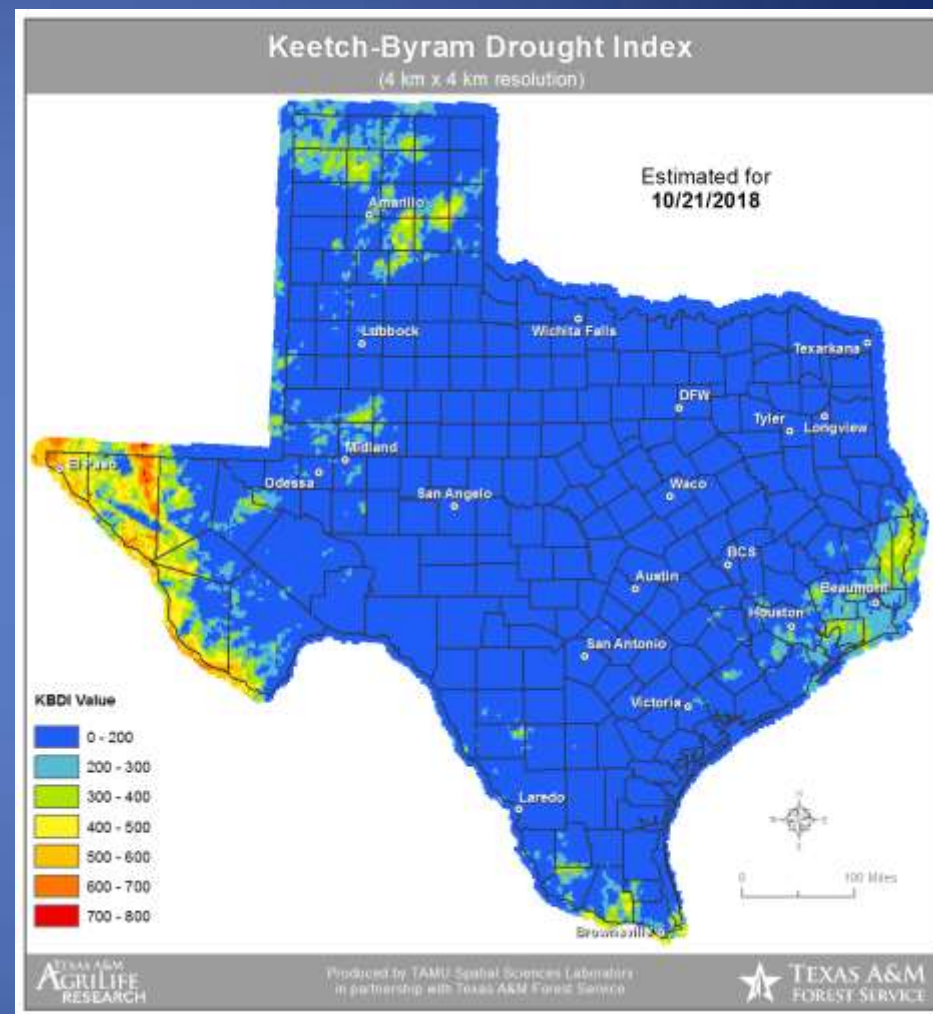 Keetch-Byram Drought Index
(4 km x 4 km resolution)
Estimated for
10/21/2018
Amarillo
Lubbock
Wichita Falls
Texarkana
DFW
Tyler
Longview
Midland
El Paso
Odessa
San Angelo
Waco
BCS
Austin
Beaumont
Houston
San Antonio
Victoria
Laredo
Brownsville
KBDI Value
0 - 200
200 - 300
300 - 400
400 - 500
500 - 600
600 - 700
700 - 800
N
W
E
S
0
100 Miles
TEXAS A&M
AGRILIFE
RESEARCH
Produced by TAMU Spatial Sciences Laboratory
in partnership with Texas A&M Forest Service
TEXAS A&M
FOREST SERVICE